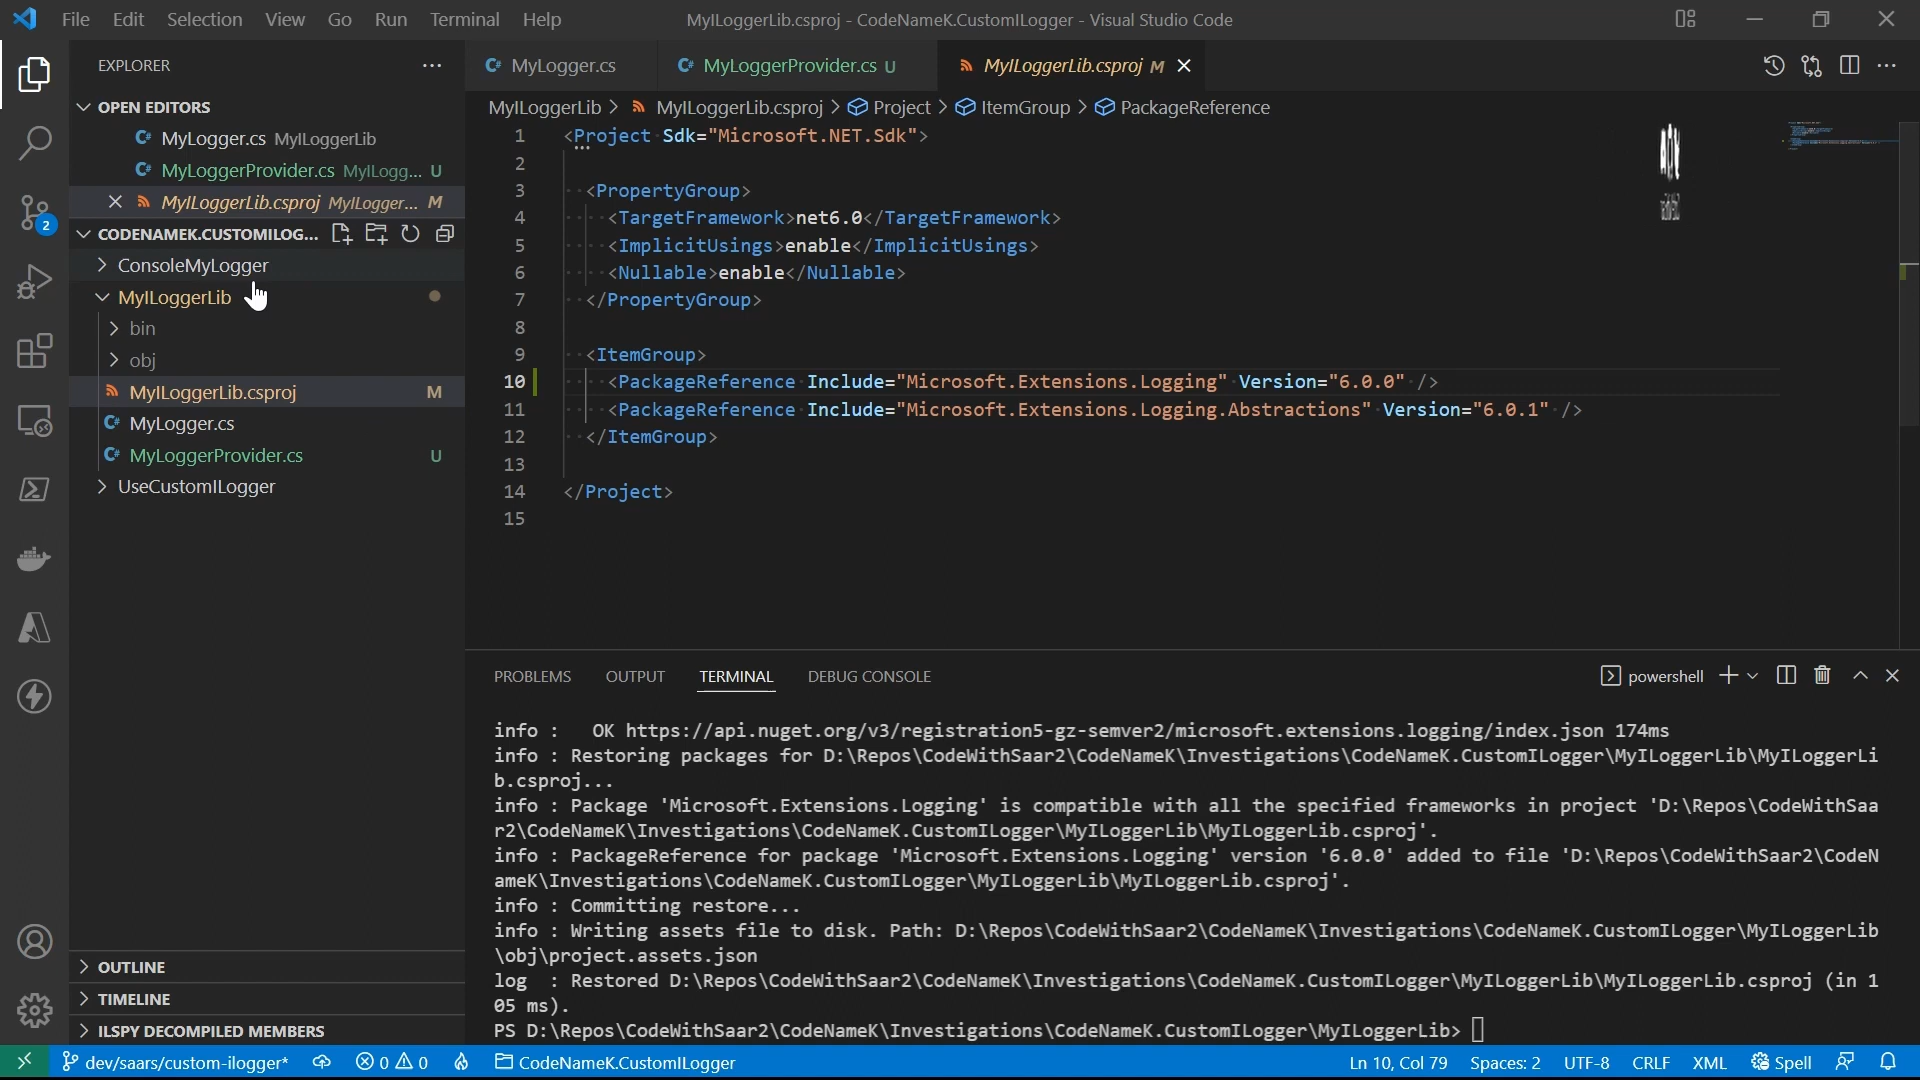 File Edit Selection View Go Run Terminal Help
MyILoggerLib.csproj - CodeNameK.CustomILogger - Visual Studio Code
EXPLORER
OPEN EDITORS
MyLogger.cs MyILoggerLib
MyLoggerProvider.cs MyILogg... U
MyILoggerLib.csproj MyILogger... M
CODENAMEK.CUSTOMILOG...
ConsoleMyLogger
MyILoggerLib
bin
obj
MyILoggerLib.csproj M
MyLogger.cs
MyLoggerProvider.cs U
UseCustomILogger
2
OUTLINE
TIMELINE
ILSPY DECOMPILED MEMBERS
MyLogger.cs
MyLoggerProvider.cs U
MyILoggerLib.csproj M
MyILoggerLib > MyILoggerLib.csproj > Project > ItemGroup > PackageReference
1 <Project Sdk="Microsoft.NET.Sdk">
2
3 <PropertyGroup>
4 <TargetFramework>net6.0</TargetFramework>
5 <ImplicitUsings>enable</ImplicitUsings>
6 <Nullable>enable</Nullable>
7 </PropertyGroup>
8
9 <ItemGroup>
10 <PackageReference Include="Microsoft.Extensions.Logging" Version="6.0.0" />
11 <PackageReference Include="Microsoft.Extensions.Logging.Abstractions" Version="6.0.1" />
12 </ItemGroup>
13
14 </Project>
15
PROBLEMS OUTPUT TERMINAL DEBUG CONSOLE
powershell
info :   OK https://api.nuget.org/v3/registration5-gz-semver2/microsoft.extensions.logging/index.json 174ms
info : Restoring packages for D:\Repos\CodeWithSaar2\CodeNameK\Investigations\CodeNameK.CustomILogger\MyILoggerLib\MyILoggerLi
b.csproj...
info : Package 'Microsoft.Extensions.Logging' is compatible with all the specified frameworks in project 'D:\Repos\CodeWithSaa
r2\CodeNameK\Investigations\CodeNameK.CustomILogger\MyILoggerLib\MyILoggerLib.csproj'.
info : PackageReference for package 'Microsoft.Extensions.Logging' version '6.0.0' added to file 'D:\Repos\CodeWithSaar2\CodeN
ameK\Investigations\CodeNameK.CustomILogger\MyILoggerLib\MyILoggerLib.csproj'.
info : Committing restore...
info : Writing assets file to disk. Path: D:\Repos\CodeWithSaar2\CodeNameK\Investigations\CodeNameK.CustomILogger\MyILoggerLib
\obj\project.assets.json
log  : Restored D:\Repos\CodeWithSaar2\CodeNameK\Investigations\CodeNameK.CustomILogger\MyILoggerLib\MyILoggerLib.csproj (in 1
05 ms).
PS D:\Repos\CodeWithSaar2\CodeNameK\Investigations\CodeNameK.CustomILogger\MyILoggerLib>
dev/saars/custom-ilogger* 0 0 CodeNameK.CustomILogger
Ln 10, Col 79 Spaces: 2 UTF-8 CRLF XML Spell